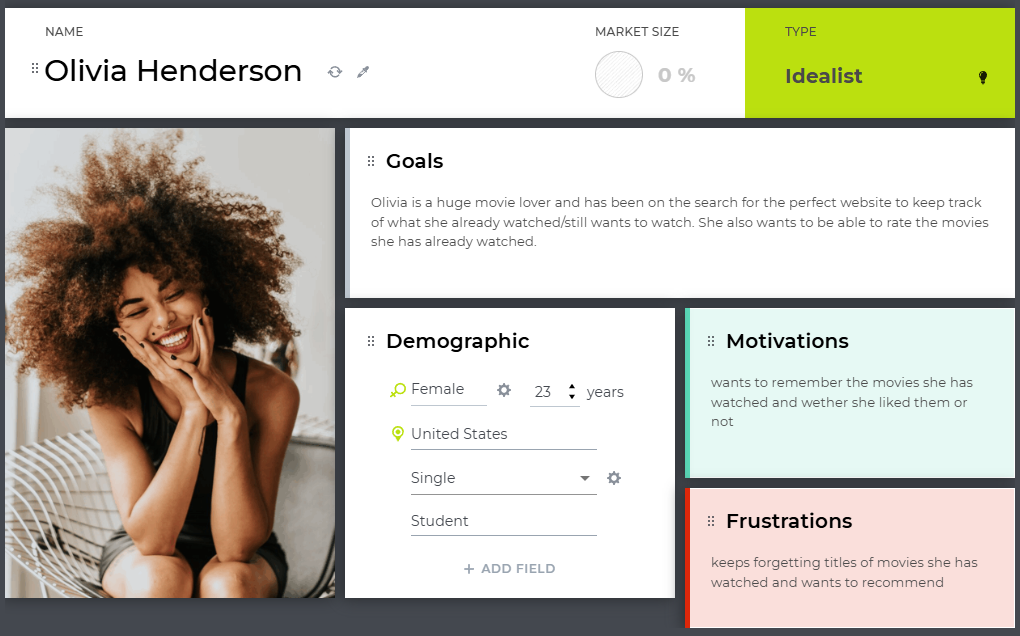 NAME
Olivia Henderson
MARKET SIZE
0 %
TYPE
Idealist
Goals
Olivia is a huge movie lover and has been on the search for the perfect website to keep track
of what she already watched/still wants to watch. She also wants to be able to rate the movies
she has already watched.
Demographic
Female 23 years
United States
Single
Student
+ ADD FIELD
Motivations
wants to remember the movies she has
watched and wether she liked them or
not
Frustrations
keeps forgetting titles of movies she has
watched and wants to recommend